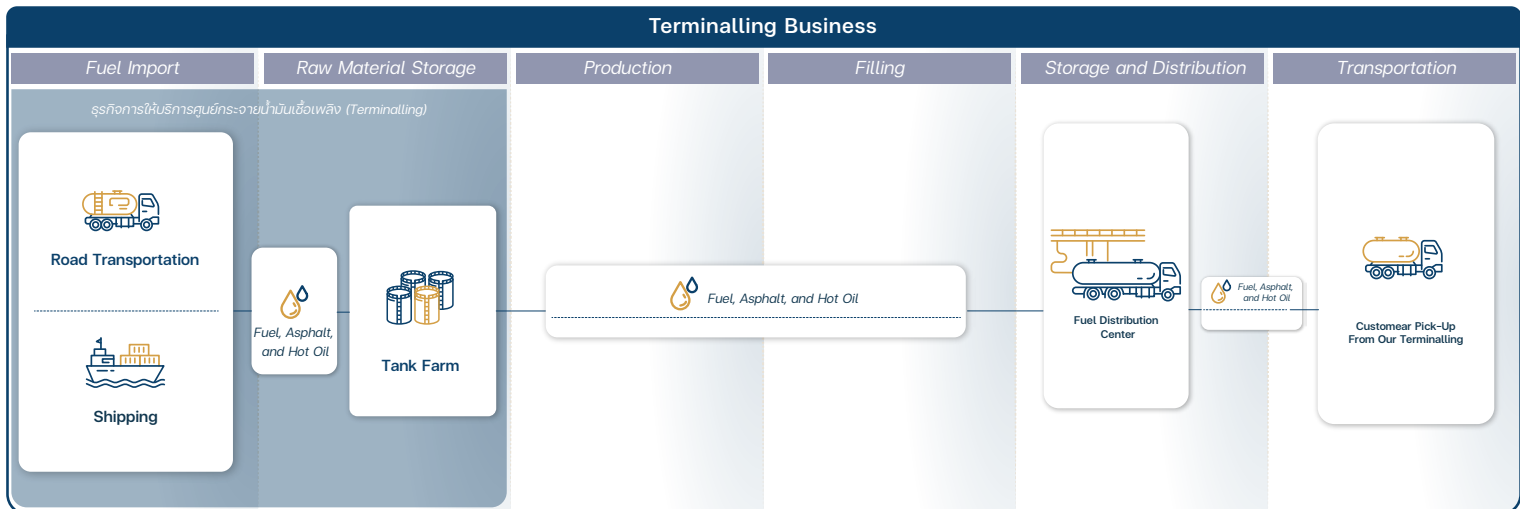 Terminalling Business
Fuel Import
Raw Material Storage
Production
Filling
Storage and Distribution
Transportation
ธุรกิจการให้บริการศูนย์กระจายน้ำมันเชื้อเพลิง (Terminalling)
Road Transportation
Shipping
Fuel, Asphalt,
and Hot Oil
Tank Farm
Fuel, Asphalt, and Hot Oil
Fuel Distribution
Center
Fuel, Asphalt,
and Hot Oil
Customear Pick-Up
From Our Terminalling